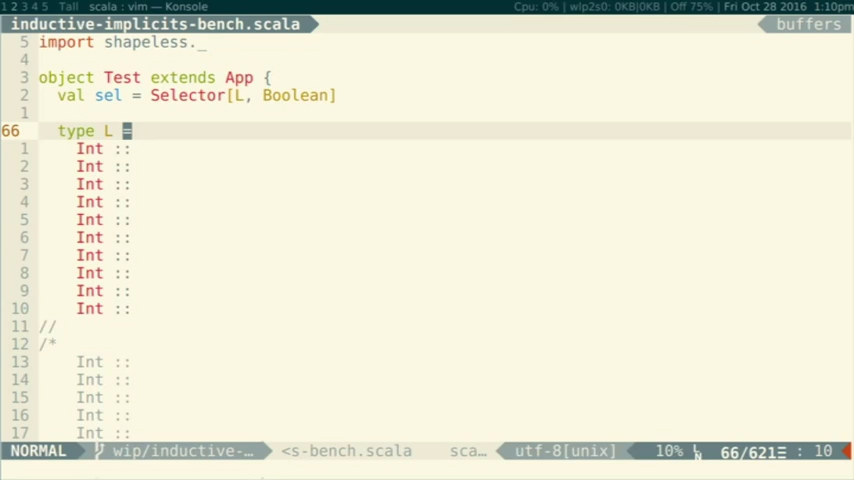 1 2 3 4 5 Tall scala : vim — Konsole Cpu: 0% | wlp2s0: 0KB|0KB | Off 75% | Fri Oct 28 2016 1:10pm
inductive-implicits-bench.scala buffers
5 import shapeless._
4
3 object Test extends App {
2 val sel = Selector[L, Boolean]
1
66 type L =
1 Int ::
2 Int ::
3 Int ::
4 Int ::
5 Int ::
6 Int ::
7 Int ::
8 Int ::
9 Int ::
10 Int ::
11 //
12 /*
13 Int ::
14 Int ::
15 Int ::
16 Int ::
17 Int ::
NORMAL wip/inductive-… <s-bench.scala sca… utf-8[unix] 10% 66/621 : 10